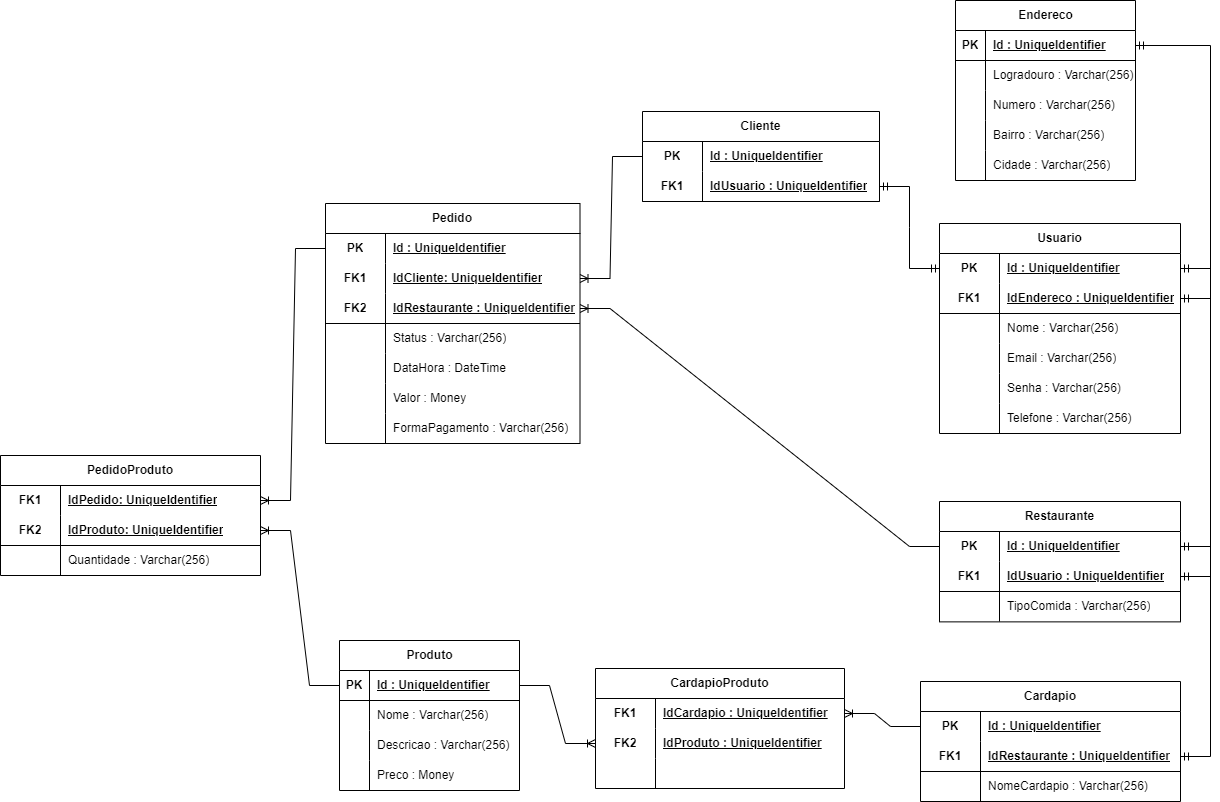 Endereco
PK Id : UniqueIdentifier
Logradouro : Varchar(256)
Numero : Varchar(256)
Bairro : Varchar(256)
Cidade : Varchar(256)
Cliente
PK Id : UniqueIdentifier
FK1 IdUsuario : UniqueIdentifier
Pedido
PK Id : UniqueIdentifier
FK1 IdCliente: UniqueIdentifier
FK2 IdRestaurante : UniqueIdentifier
Status : Varchar(256)
DataHora : DateTime
Valor : Money
FormaPagamento : Varchar(256)
Usuario
PK Id : UniqueIdentifier
FK1 IdEndereco : UniqueIdentifier
Nome : Varchar(256)
Email : Varchar(256)
Senha : Varchar(256)
Telefone : Varchar(256)
PedidoProduto
FK1 IdPedido: UniqueIdentifier
FK2 IdProduto: UniqueIdentifier
Quantidade : Varchar(256)
Restaurante
PK Id : UniqueIdentifier
FK1 IdUsuario : UniqueIdentifier
TipoComida : Varchar(256)
Produto
PK Id : UniqueIdentifier
Nome : Varchar(256)
Descricao : Varchar(256)
Preco : Money
CardapioProduto
FK1 IdCardapio : UniqueIdentifier
FK2 IdProduto : UniqueIdentifier
Cardapio
PK Id : UniqueIdentifier
FK1 IdRestaurante : UniqueIdentifier
NomeCardapio : Varchar(256)